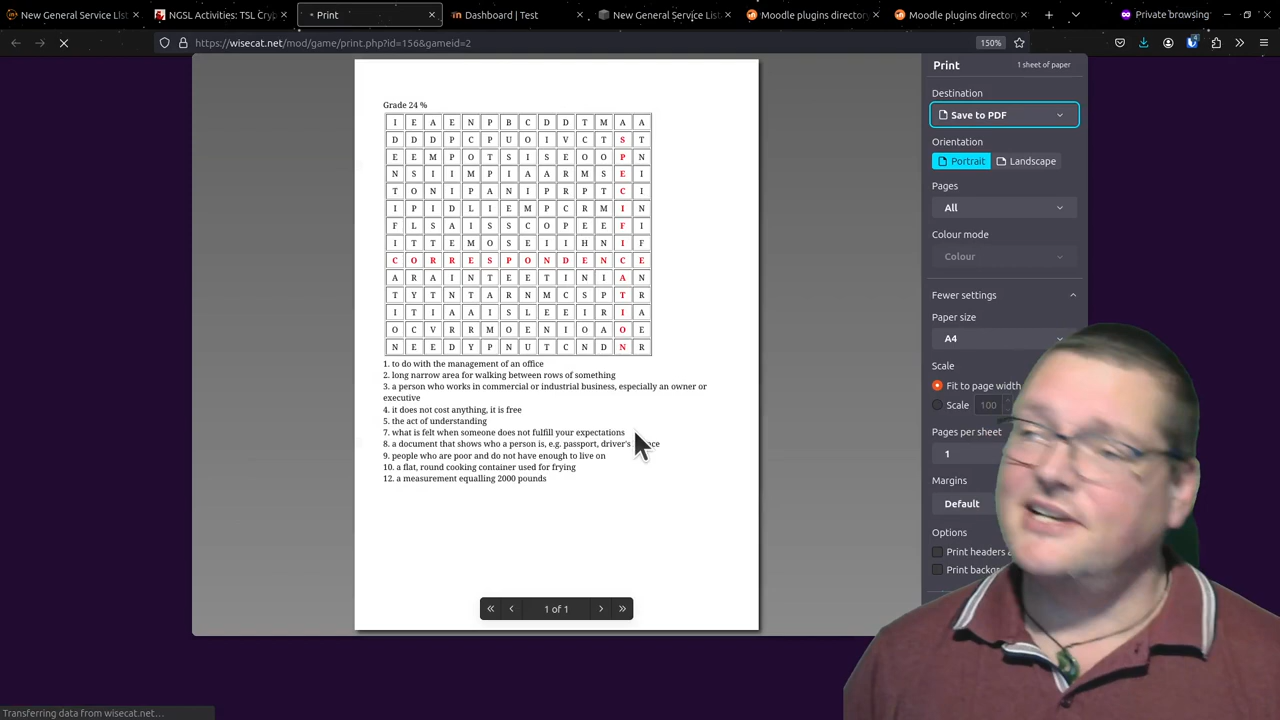 New General Service List
NGSL Activities: TSL Cryp
Print
Dashboard | Test
New General Service List
Moodle plugins directory
Moodle plugins directory
Private browsing
https://wisecat.net/mod/game/print.php?id=156&gameid=2
150%
Grade 24 %
I E A E N P B C D D T M A A
D D D P C P U O I V C T S T
E E M P O T S I S E O O P N
N S I I M P I A A R M S E I
T O N I P A N I P R P T C I
I P I D L I E M P C R M I N
F L S A I S S C O P E E F I
I T T E M O S E I I H N I F
C O R R E S P O N D E N C E
A R A I N T E E T I N I A N
T Y T N T A R N M C S P T R
I T I A A I S L E E I R I A
O C V R R M O E N I O A O E
N E E D Y P N U T C N D N R
1. to do with the management of an office
2. long narrow area for walking between rows of something
3. a person who works in commercial or industrial business, especially an owner or
executive
4. it does not cost anything, it is free
5. the act of understanding
7. what is felt when someone does not fulfill your expectations
8. a document that shows who a person is, e.g. passport, driver's
9. people who are poor and do not have enough to live on
10. a flat, round cooking container used for frying
12. a measurement equalling 2000 pounds
1 of 1
Print
1 sheet of paper
Destination
Save to PDF
Orientation
Portrait
Landscape
Pages
All
Colour mode
Colour
Fewer settings
Paper size
A4
Scale
Fit to page width
Scale 100
Pages per sheet
1
Margins
Default
Options
Print headers
Print
Transferring data from wisecat.net…